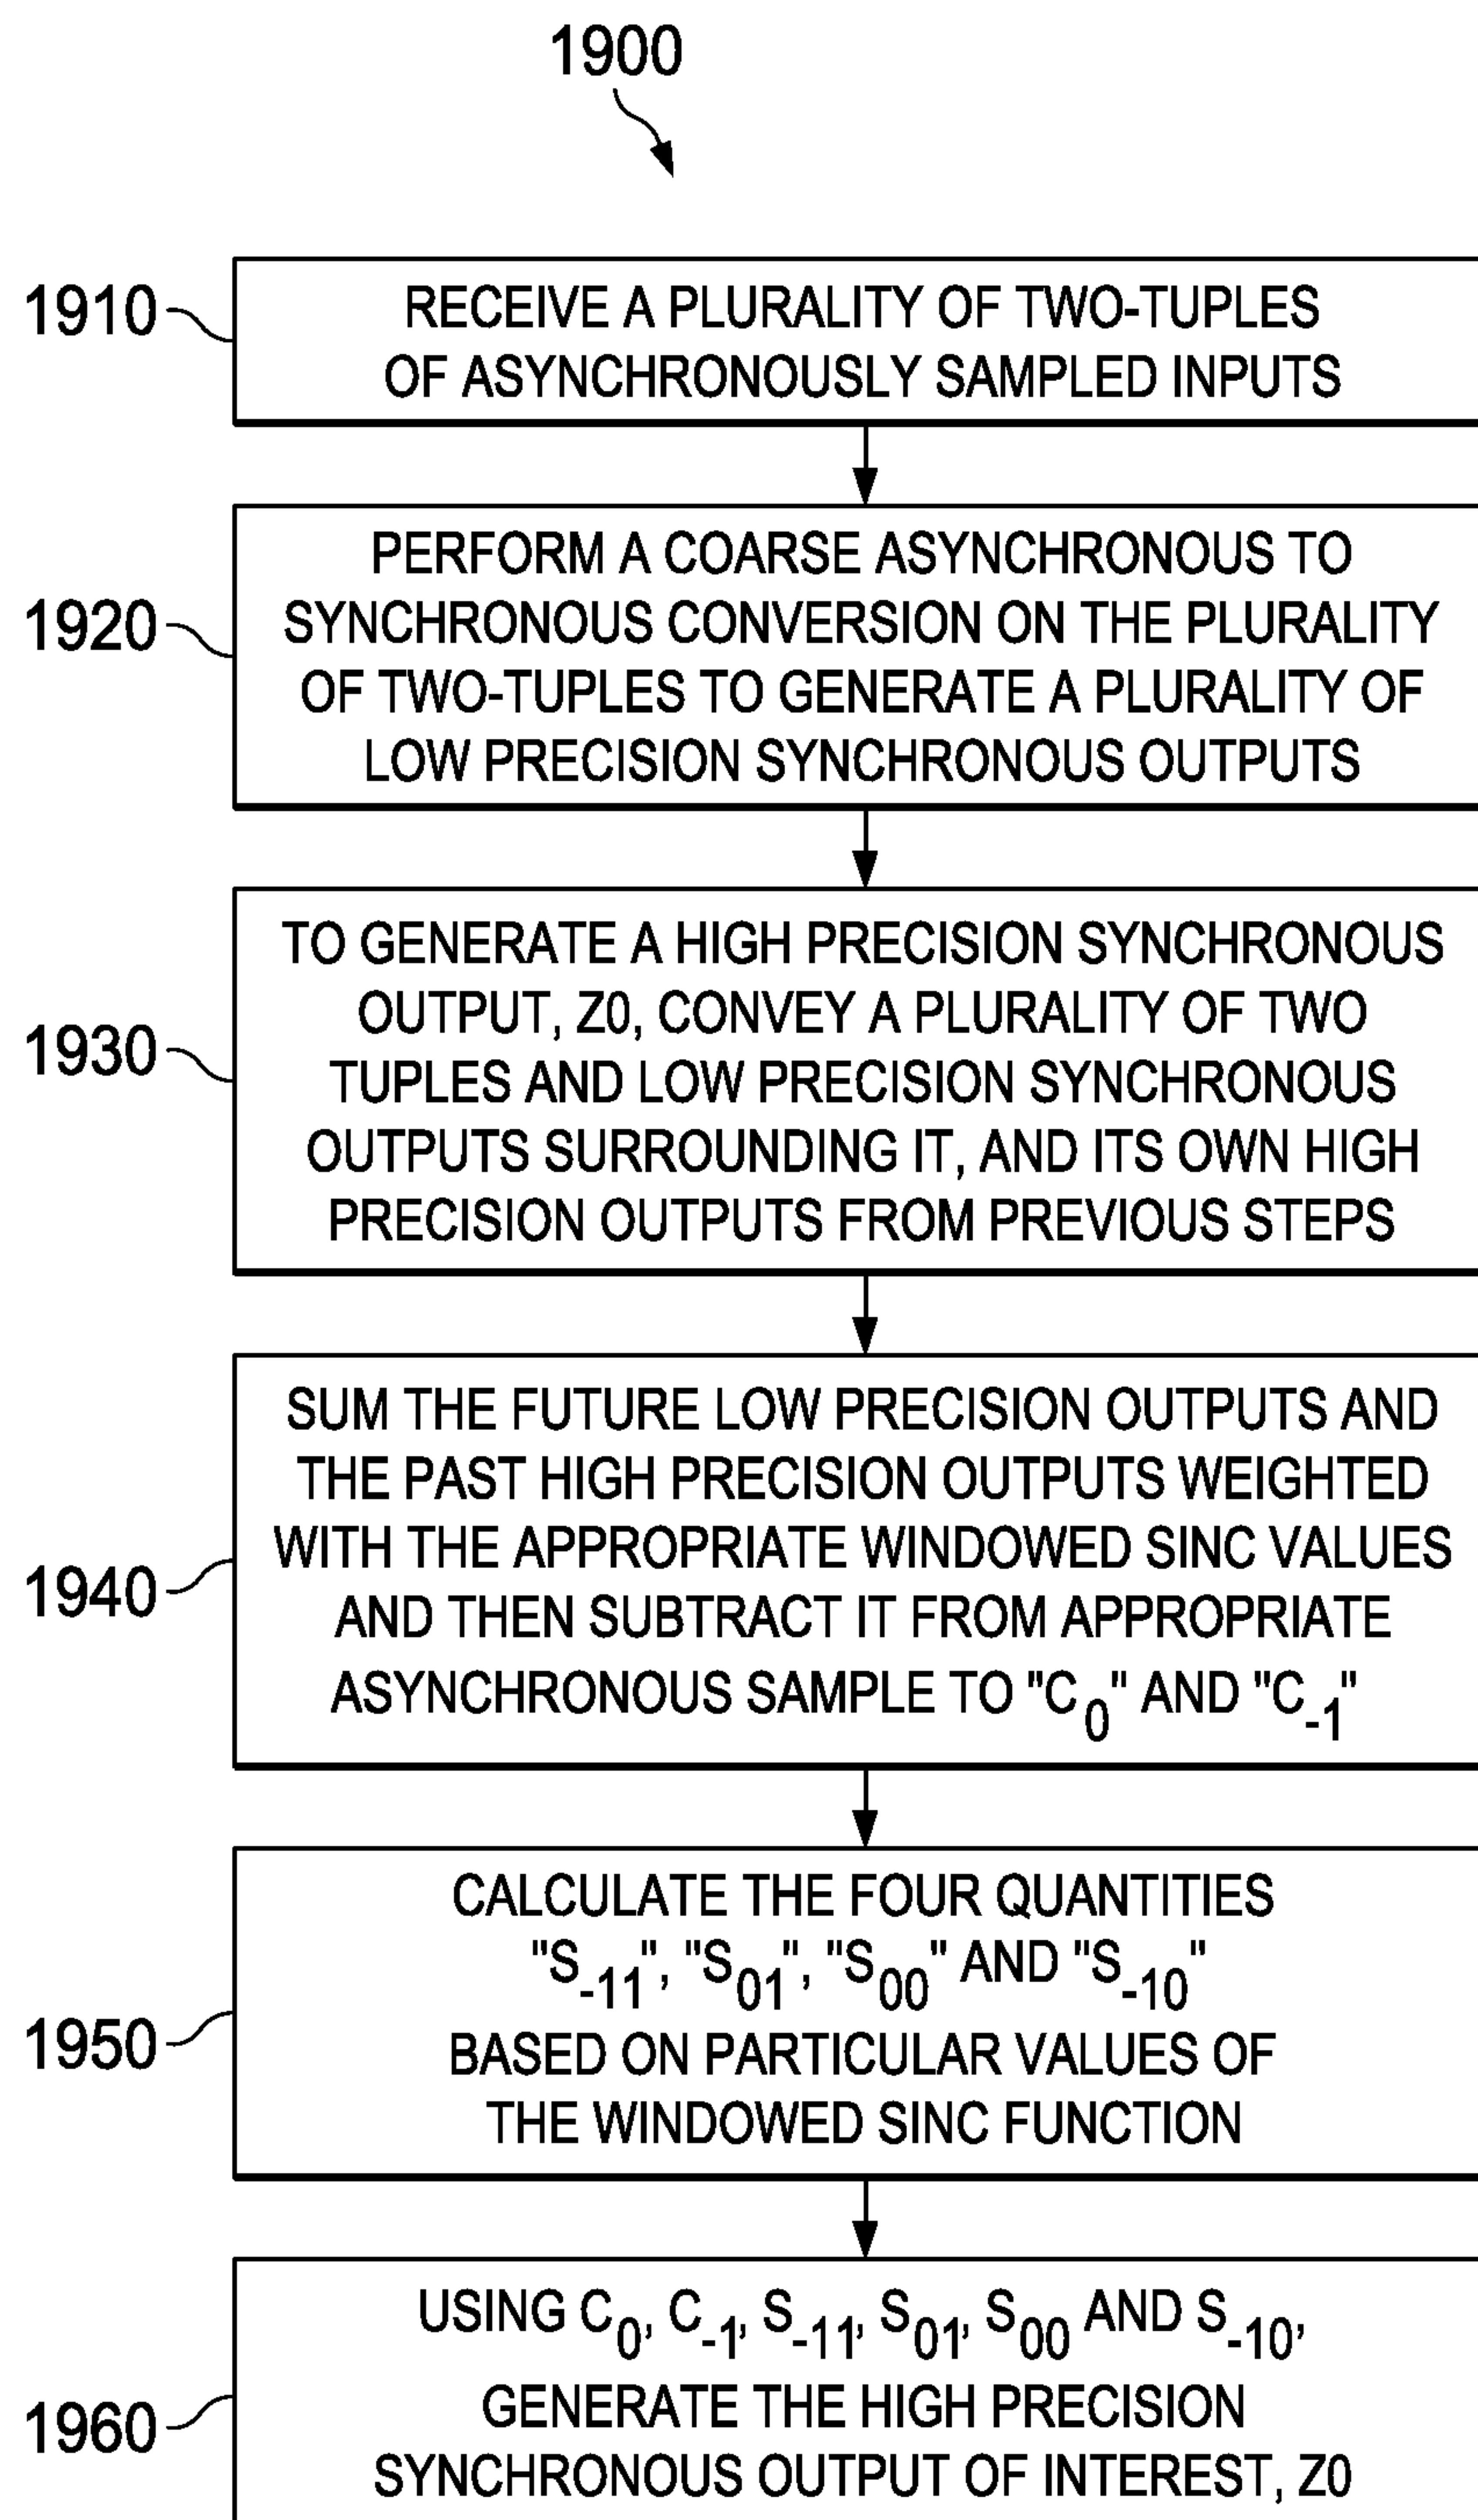 1900
1910
RECEIVE A PLURALITY OF TWO-TUPLES
OF ASYNCHRONOUSLY SAMPLED INPUTS
1920
PERFORM A COARSE ASYNCHRONOUS TO
SYNCHRONOUS CONVERSION ON THE PLURALITY
OF TWO-TUPLES TO GENERATE A PLURALITY OF
LOW PRECISION SYNCHRONOUS OUTPUTS
1930
TO GENERATE A HIGH PRECISION SYNCHRONOUS
OUTPUT, Z0, CONVEY A PLURALITY OF TWO
TUPLES AND LOW PRECISION SYNCHRONOUS
OUTPUTS SURROUNDING IT, AND ITS OWN HIGH
PRECISION OUTPUTS FROM PREVIOUS STEPS
1940
SUM THE FUTURE LOW PRECISION OUTPUTS AND
THE PAST HIGH PRECISION OUTPUTS WEIGHTED
WITH THE APPROPRIATE WINDOWED SINC VALUES
AND THEN SUBTRACT IT FROM APPROPRIATE
ASYNCHRONOUS SAMPLE TO "C0" AND "C-1"
1950
CALCULATE THE FOUR QUANTITIES
"S-11", "S01", "S00" AND "S-10"
BASED ON PARTICULAR VALUES OF
THE WINDOWED SINC FUNCTION
1960
USING C0, C-1, S-11, S01, S00 AND S-10,
GENERATE THE HIGH PRECISION
SYNCHRONOUS OUTPUT OF INTEREST, Z0